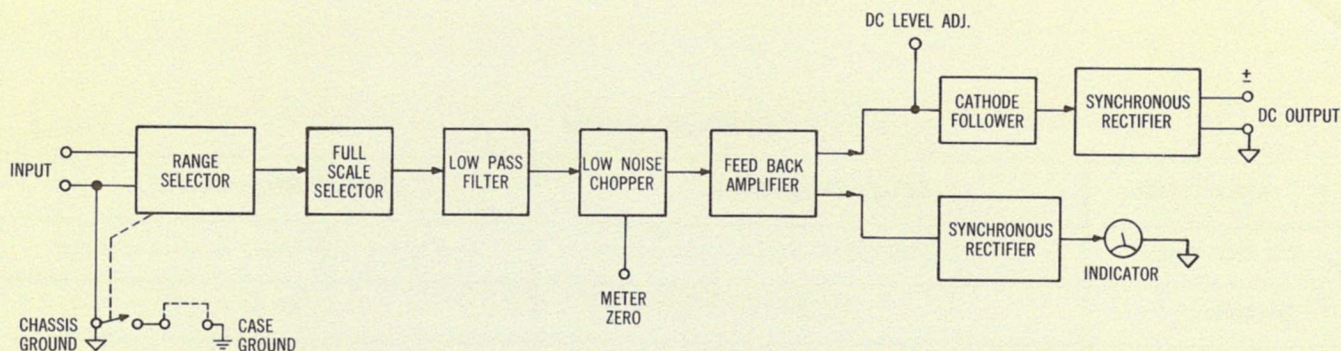 DC LEVEL ADJ.
INPUT
RANGE
SELECTOR
FULL
SCALE
SELECTOR
LOW PASS
FILTER
LOW NOISE
CHOPPER
FEED BACK
AMPLIFIER
CATHODE
FOLLOWER
SYNCHRONOUS
RECTIFIER
±
DC OUTPUT
SYNCHRONOUS
RECTIFIER
INDICATOR
METER
ZERO
CHASSIS
GROUND
CASE
GROUND